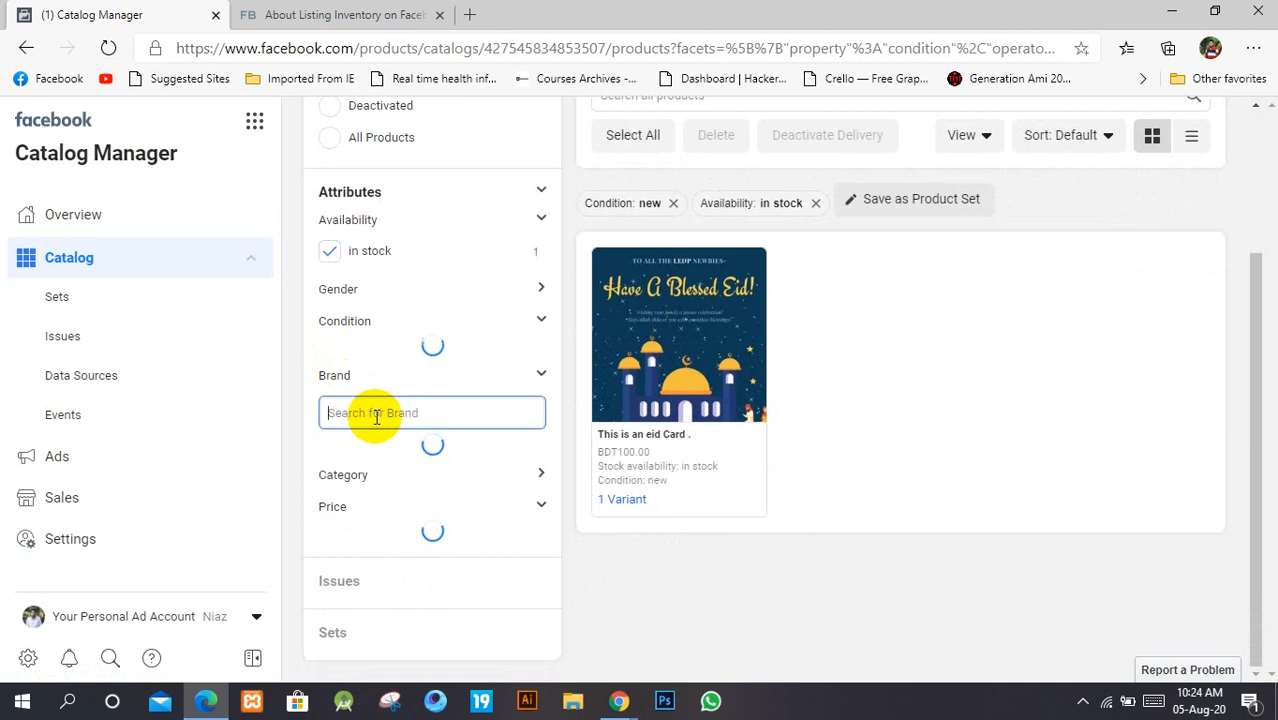 (1) Catalog Manager
About Listing Inventory on Faceb
https://www.facebook.com/products/catalogs/427545834853507/products?facets=%5B%7B"property"%3A"condition"%2C"operato...
Facebook
Suggested Sites
Imported From IE
Real time health inf...
Courses Archives -...
Dashboard | Hacker...
Crello — Free Grap...
Generation Ami 20...
Other favorites
facebook
Catalog Manager
Overview
Catalog
Sets
Issues
Data Sources
Events
Ads
Sales
Settings
Your Personal Ad Account Niaz
Deactivated
All Products
Attributes
Availability
in stock 1
Gender
Condition
Brand
Search for Brand
Category
Price
Issues
Sets
Search all products
Select All
Delete
Deactivate Delivery
View
Sort: Default
Condition: new
Availability: in stock
Save as Product Set
TO ALL THE LEDP NEWBIES-
Have A Blessed Eid!
This is an eid Card .
BDT100.00
Stock availability: in stock
Condition: new
1 Variant
Report a Problem
10:24 AM
05-Aug-20